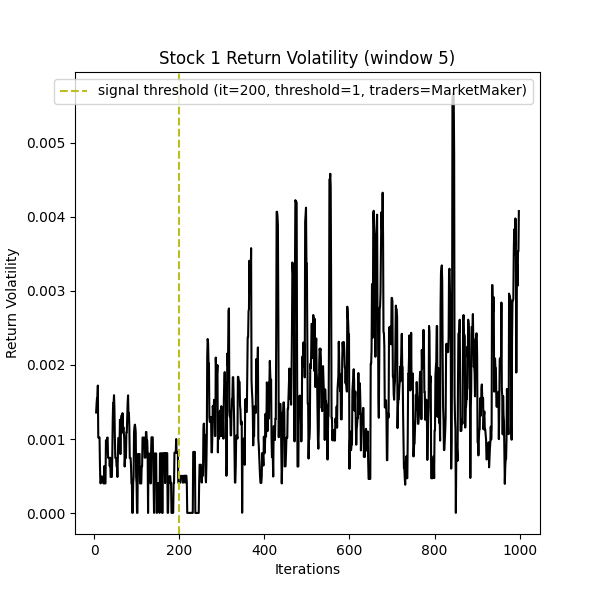 Stock 1 Return Volatility (window 5)
signal threshold (it=200, threshold=1, traders=MarketMaker)
Return Volatility
0.005
0.004
0.003
0.002
0.001
0.000
0 200 400 600 800 1000
Iterations